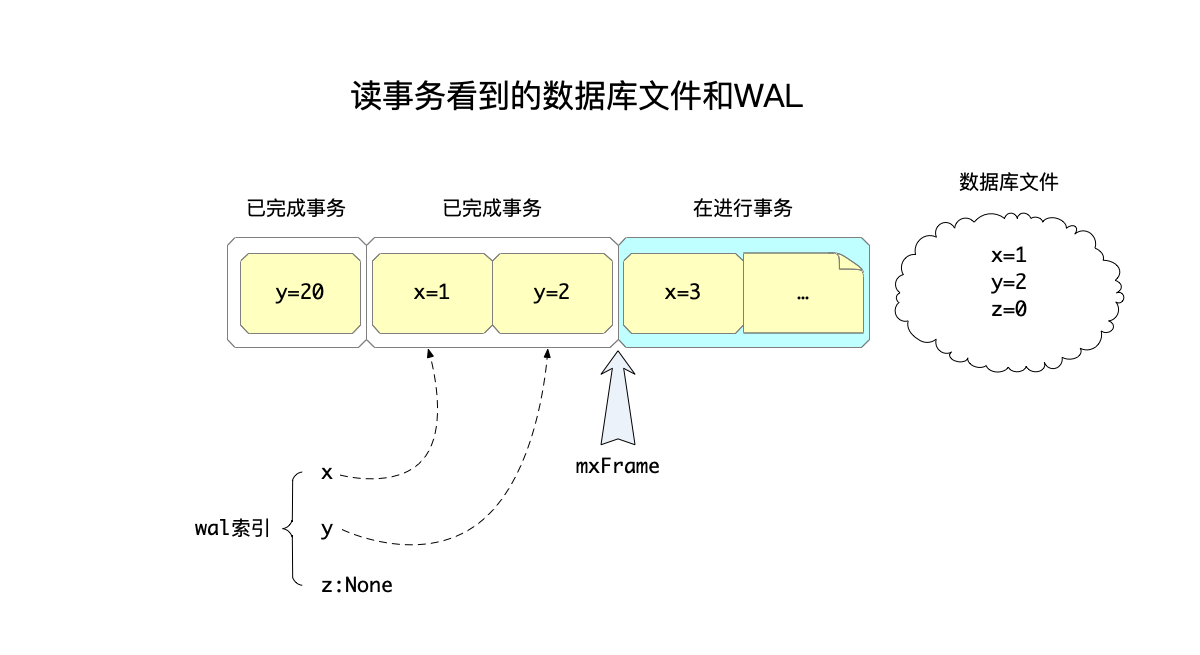 读事务看到的数据库文件和WAL
数据库文件
已完成事务
已完成事务
在进行事务
y=20
x=1
y=2
x=3
…
x=1
y=2
z=0
mxFrame
wal索引
x
y
z:None